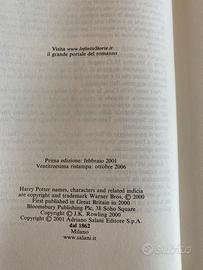 Visita www.InfiniteStorie.it
il grande portale del romanzo
Prima edizione: febbraio 2001
Ventitreesima ristampa: ottobre 2006
Harry Potter names, characters and related indicia
are copyright and trademark Warner Bros. © 2000
First published in Great Britain in 2000
Bloomsbury Publishing Plc, 38 Soho Square
Copyright © J.K. Rowling 2000
Copyright © 2001 Adriano Salani Editore S.p.A.
dal 1862
Milano
www.salani.it
subito